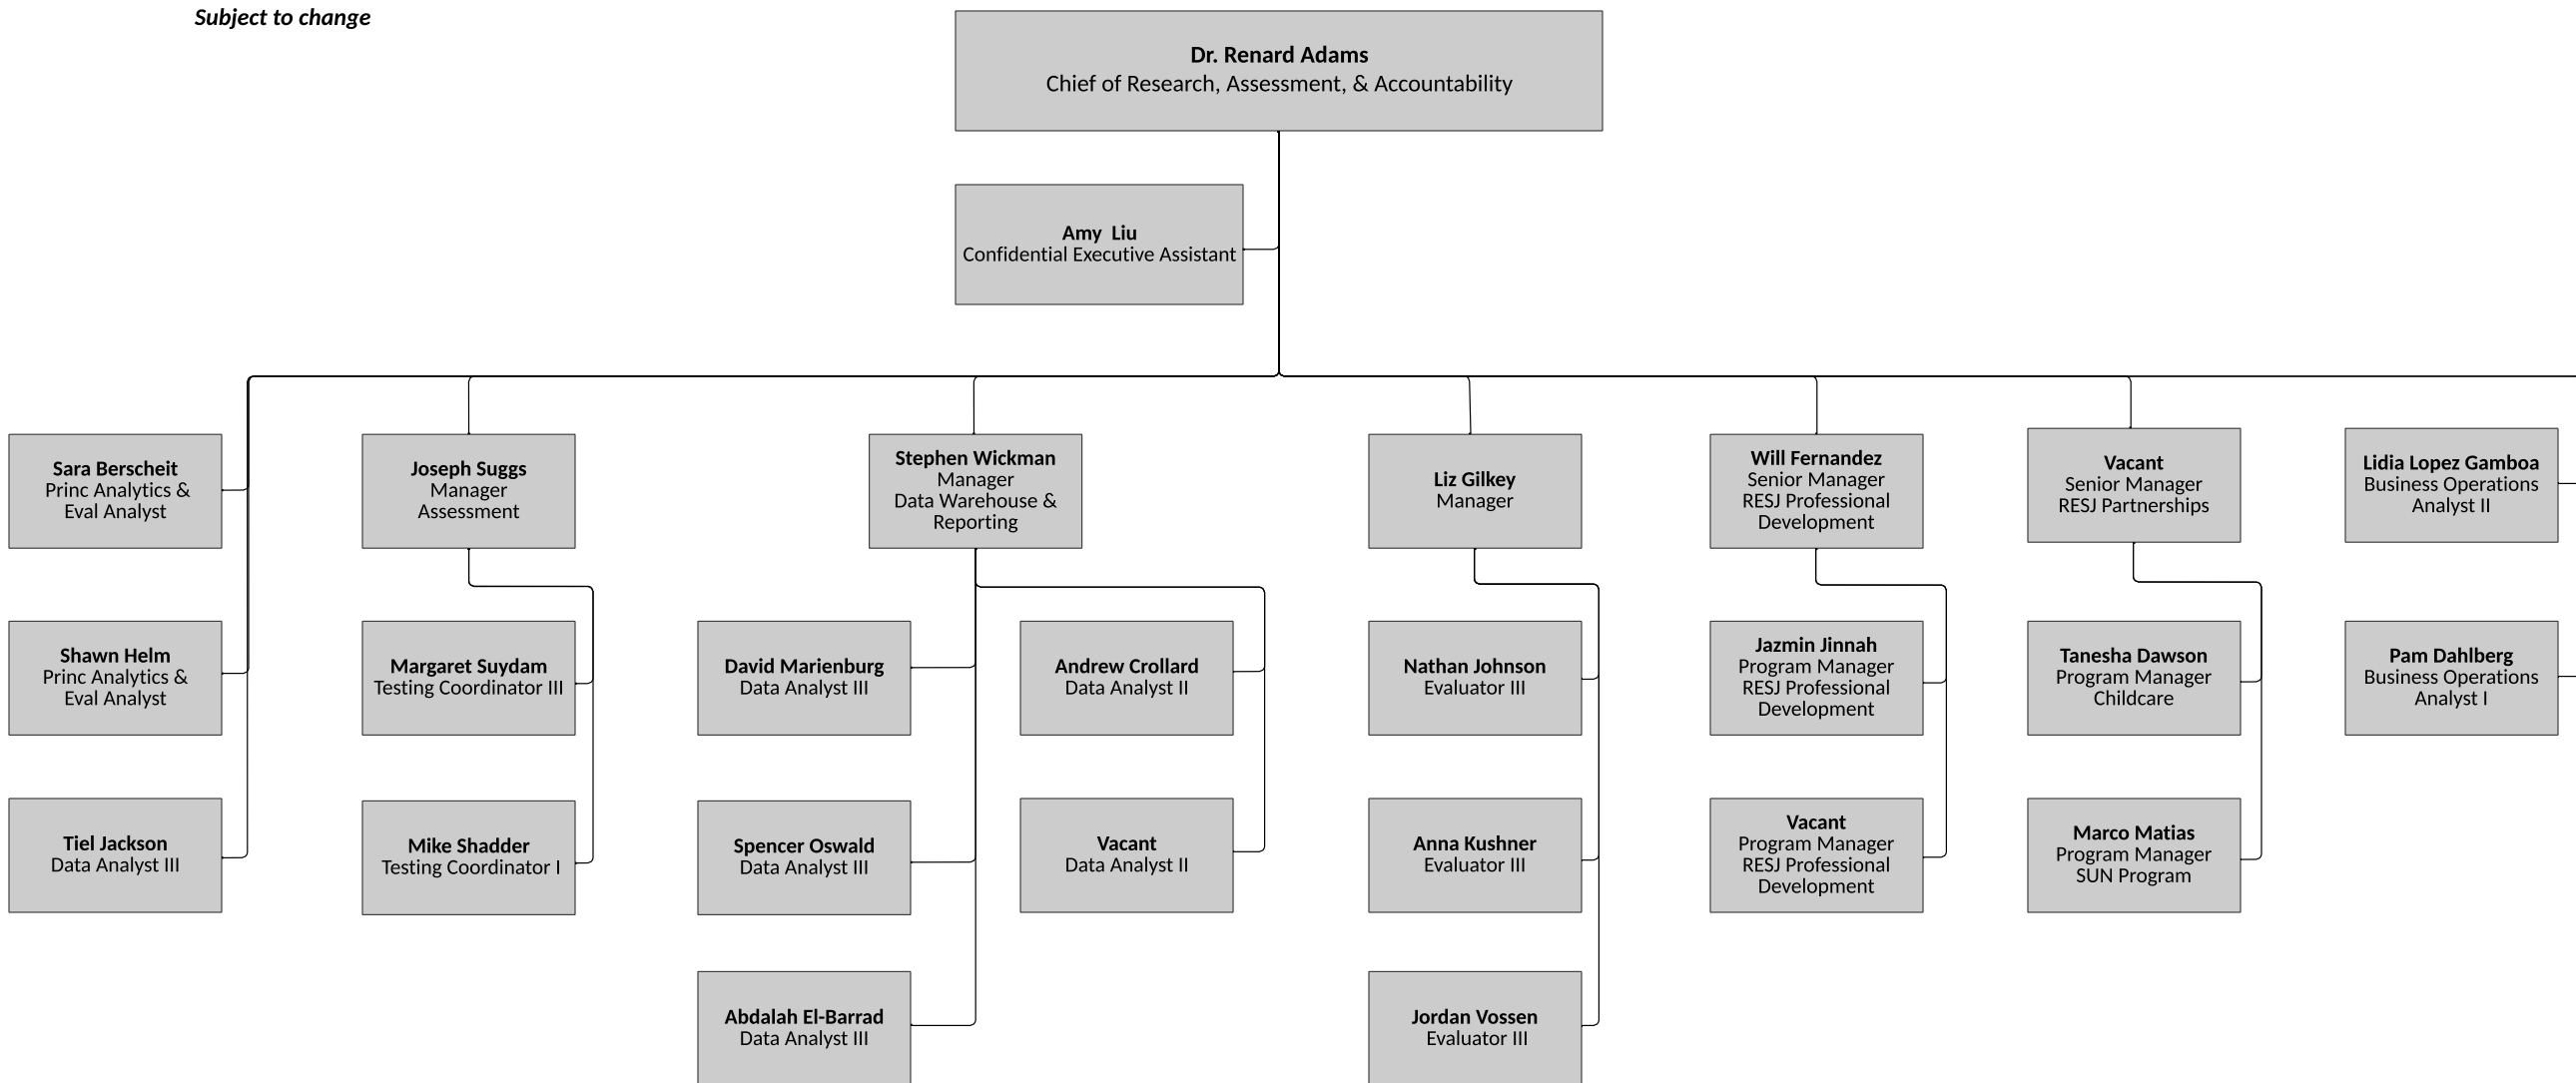 Subject to change
Dr. Renard Adams
Chief of Research, Assessment, & Accountability
Amy Liu
Confidential Executive Assistant
Sara Berscheit
Princ Analytics &
Eval Analyst
Joseph Suggs
Manager
Assessment
Stephen Wickman
Manager
Data Warehouse &
Reporting
Liz Gilkey
Manager
Will Fernandez
Senior Manager
RESJ Professional
Development
Vacant
Senior Manager
RESJ Partnerships
Lidia Lopez Gamboa
Business Operations
Analyst II
Shawn Helm
Princ Analytics &
Eval Analyst
Margaret Suydam
Testing Coordinator III
David Marienburg
Data Analyst III
Andrew Crollard
Data Analyst II
Nathan Johnson
Evaluator III
Jazmin Jinnah
Program Manager
RESJ Professional
Development
Tanesha Dawson
Program Manager
Childcare
Pam Dahlberg
Business Operations
Analyst I
Tiel Jackson
Data Analyst III
Mike Shadder
Testing Coordinator I
Spencer Oswald
Data Analyst III
Vacant
Data Analyst II
Anna Kushner
Evaluator III
Vacant
Program Manager
RESJ Professional
Development
Marco Matias
Program Manager
SUN Program
Abdalah El-Barrad
Data Analyst III
Jordan Vossen
Evaluator III